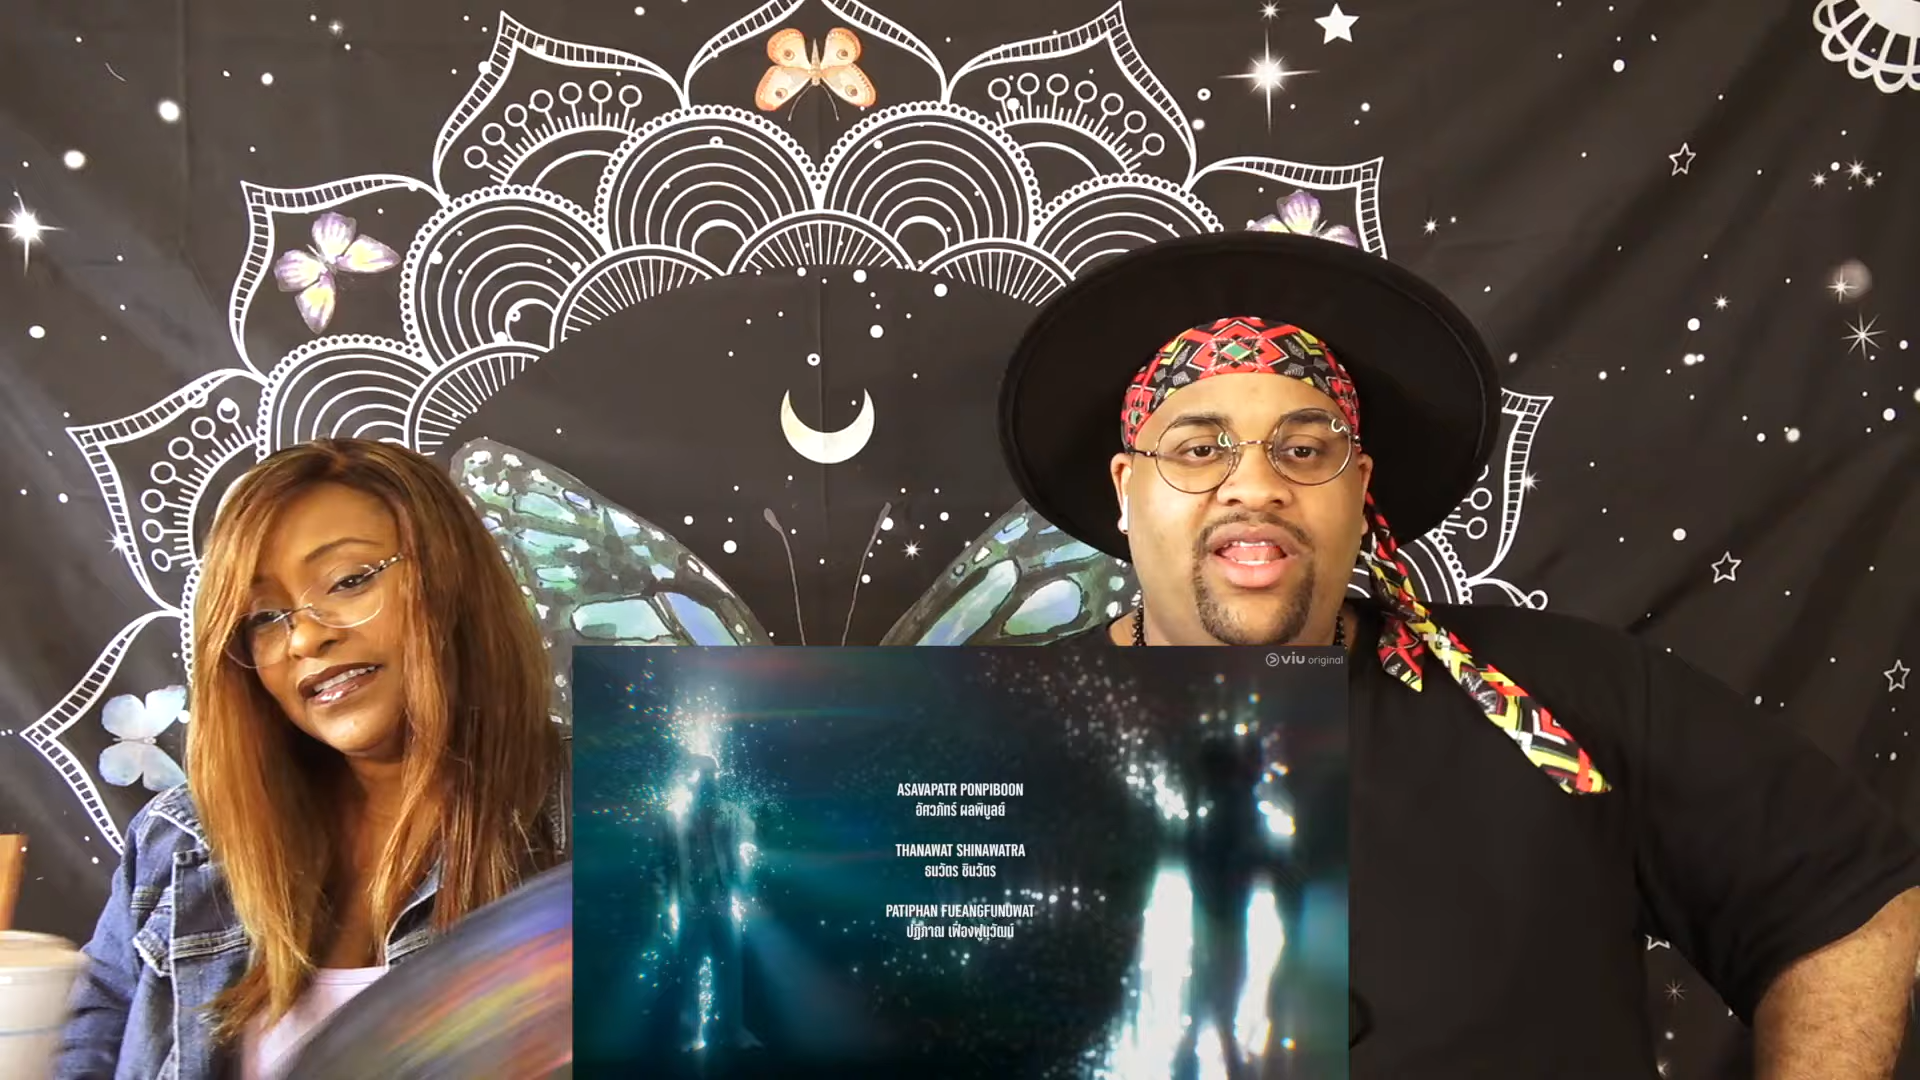 viu original
ASAVAPATR PONPIBOON
อัศวภัทร์ ผลพิบูลย์
THANAWAT SHINAWATRA
ธนวัตร ชินวัตร
PATIPHAN FUEANGFUNUWAT
ปฏิภาณ เฟื่องฟูนุวัฒน์